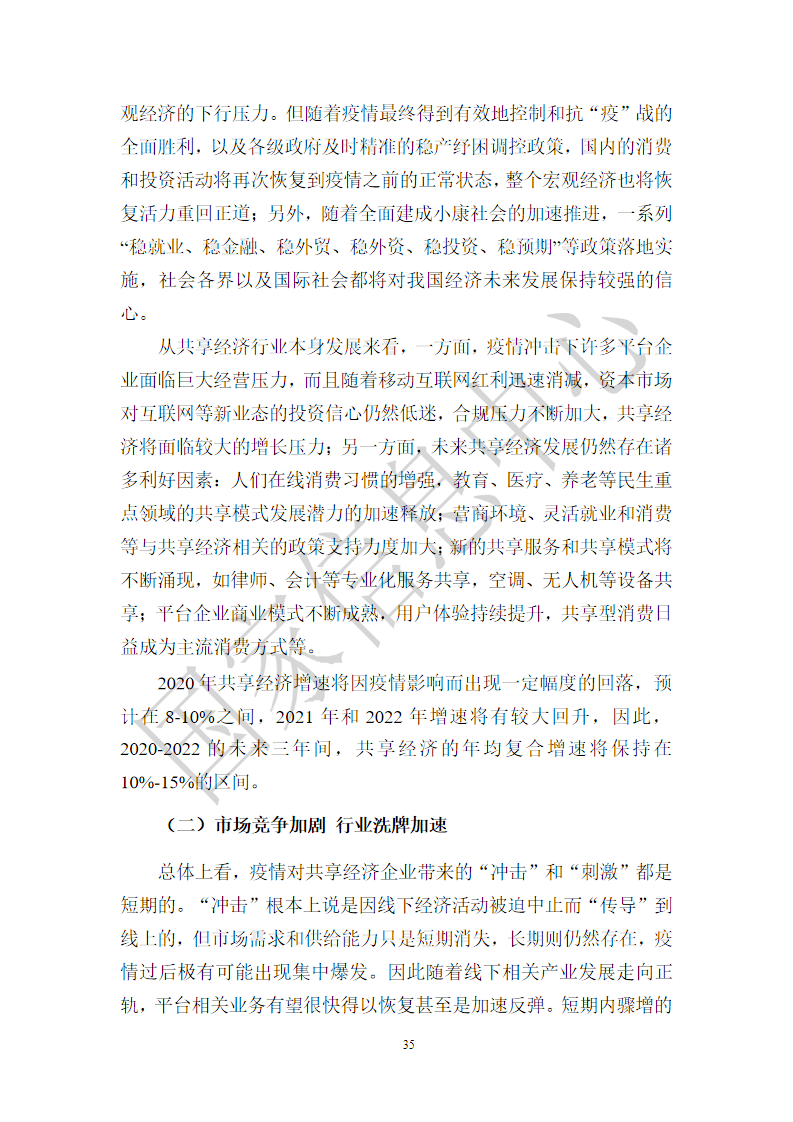 观经济的下行压力。但随着疫情最终得到有效地控制和抗“疫”战的
全面胜利，以及各级政府及时精准的稳产纾困调控政策，国内的消费
和投资活动将再次恢复到疫情之前的正常状态，整个宏观经济也将恢
复活力重回正道；另外，随着全面建成小康社会的加速推进，一系列
“稳就业、稳金融、稳外贸、稳外资、稳投资、稳预期”等政策落地实
施，社会各界以及国际社会都将对我国经济未来发展保持较强的信
心。
从共享经济行业本身发展来看，一方面，疫情冲击下许多平台企
业面临巨大经营压力，而且随着移动互联网红利迅速消减，资本市场
对互联网等新业态的投资信心仍然低迷，合规压力不断加大，共享经
济将面临较大的增长压力；另一方面，未来共享经济发展仍然存在诸
多利好因素：人们在线消费习惯的增强，教育、医疗、养老等民生重
点领域的共享模式发展潜力的加速释放；营商环境、灵活就业和消费
等与共享经济相关的政策支持力度加大；新的共享服务和共享模式将
不断涌现，如律师、会计等专业化服务共享，空调、无人机等设备共
享；平台企业商业模式不断成熟，用户体验持续提升，共享型消费日
益成为主流消费方式等。
2020 年共享经济增速将因疫情影响而出现一定幅度的回落，预
计在 8-10%之间，2021 年和 2022 年增速将有较大回升，因此，
2020-2022 的未来三年间，共享经济的年均复合增速将保持在
10%-15%的区间。
（二）市场竞争加剧 行业洗牌加速
总体上看，疫情对共享经济企业带来的“冲击”和“刺激”都是
短期的。“冲击”根本上说是因线下经济活动被迫中止而“传导”到
线上的，但市场需求和供给能力只是短期消失，长期则仍然存在，疫
情过后极有可能出现集中爆发。因此随着线下相关产业发展走向正
轨，平台相关业务有望很快得以恢复甚至是加速反弹。短期内骤增的
35
国家信息中心